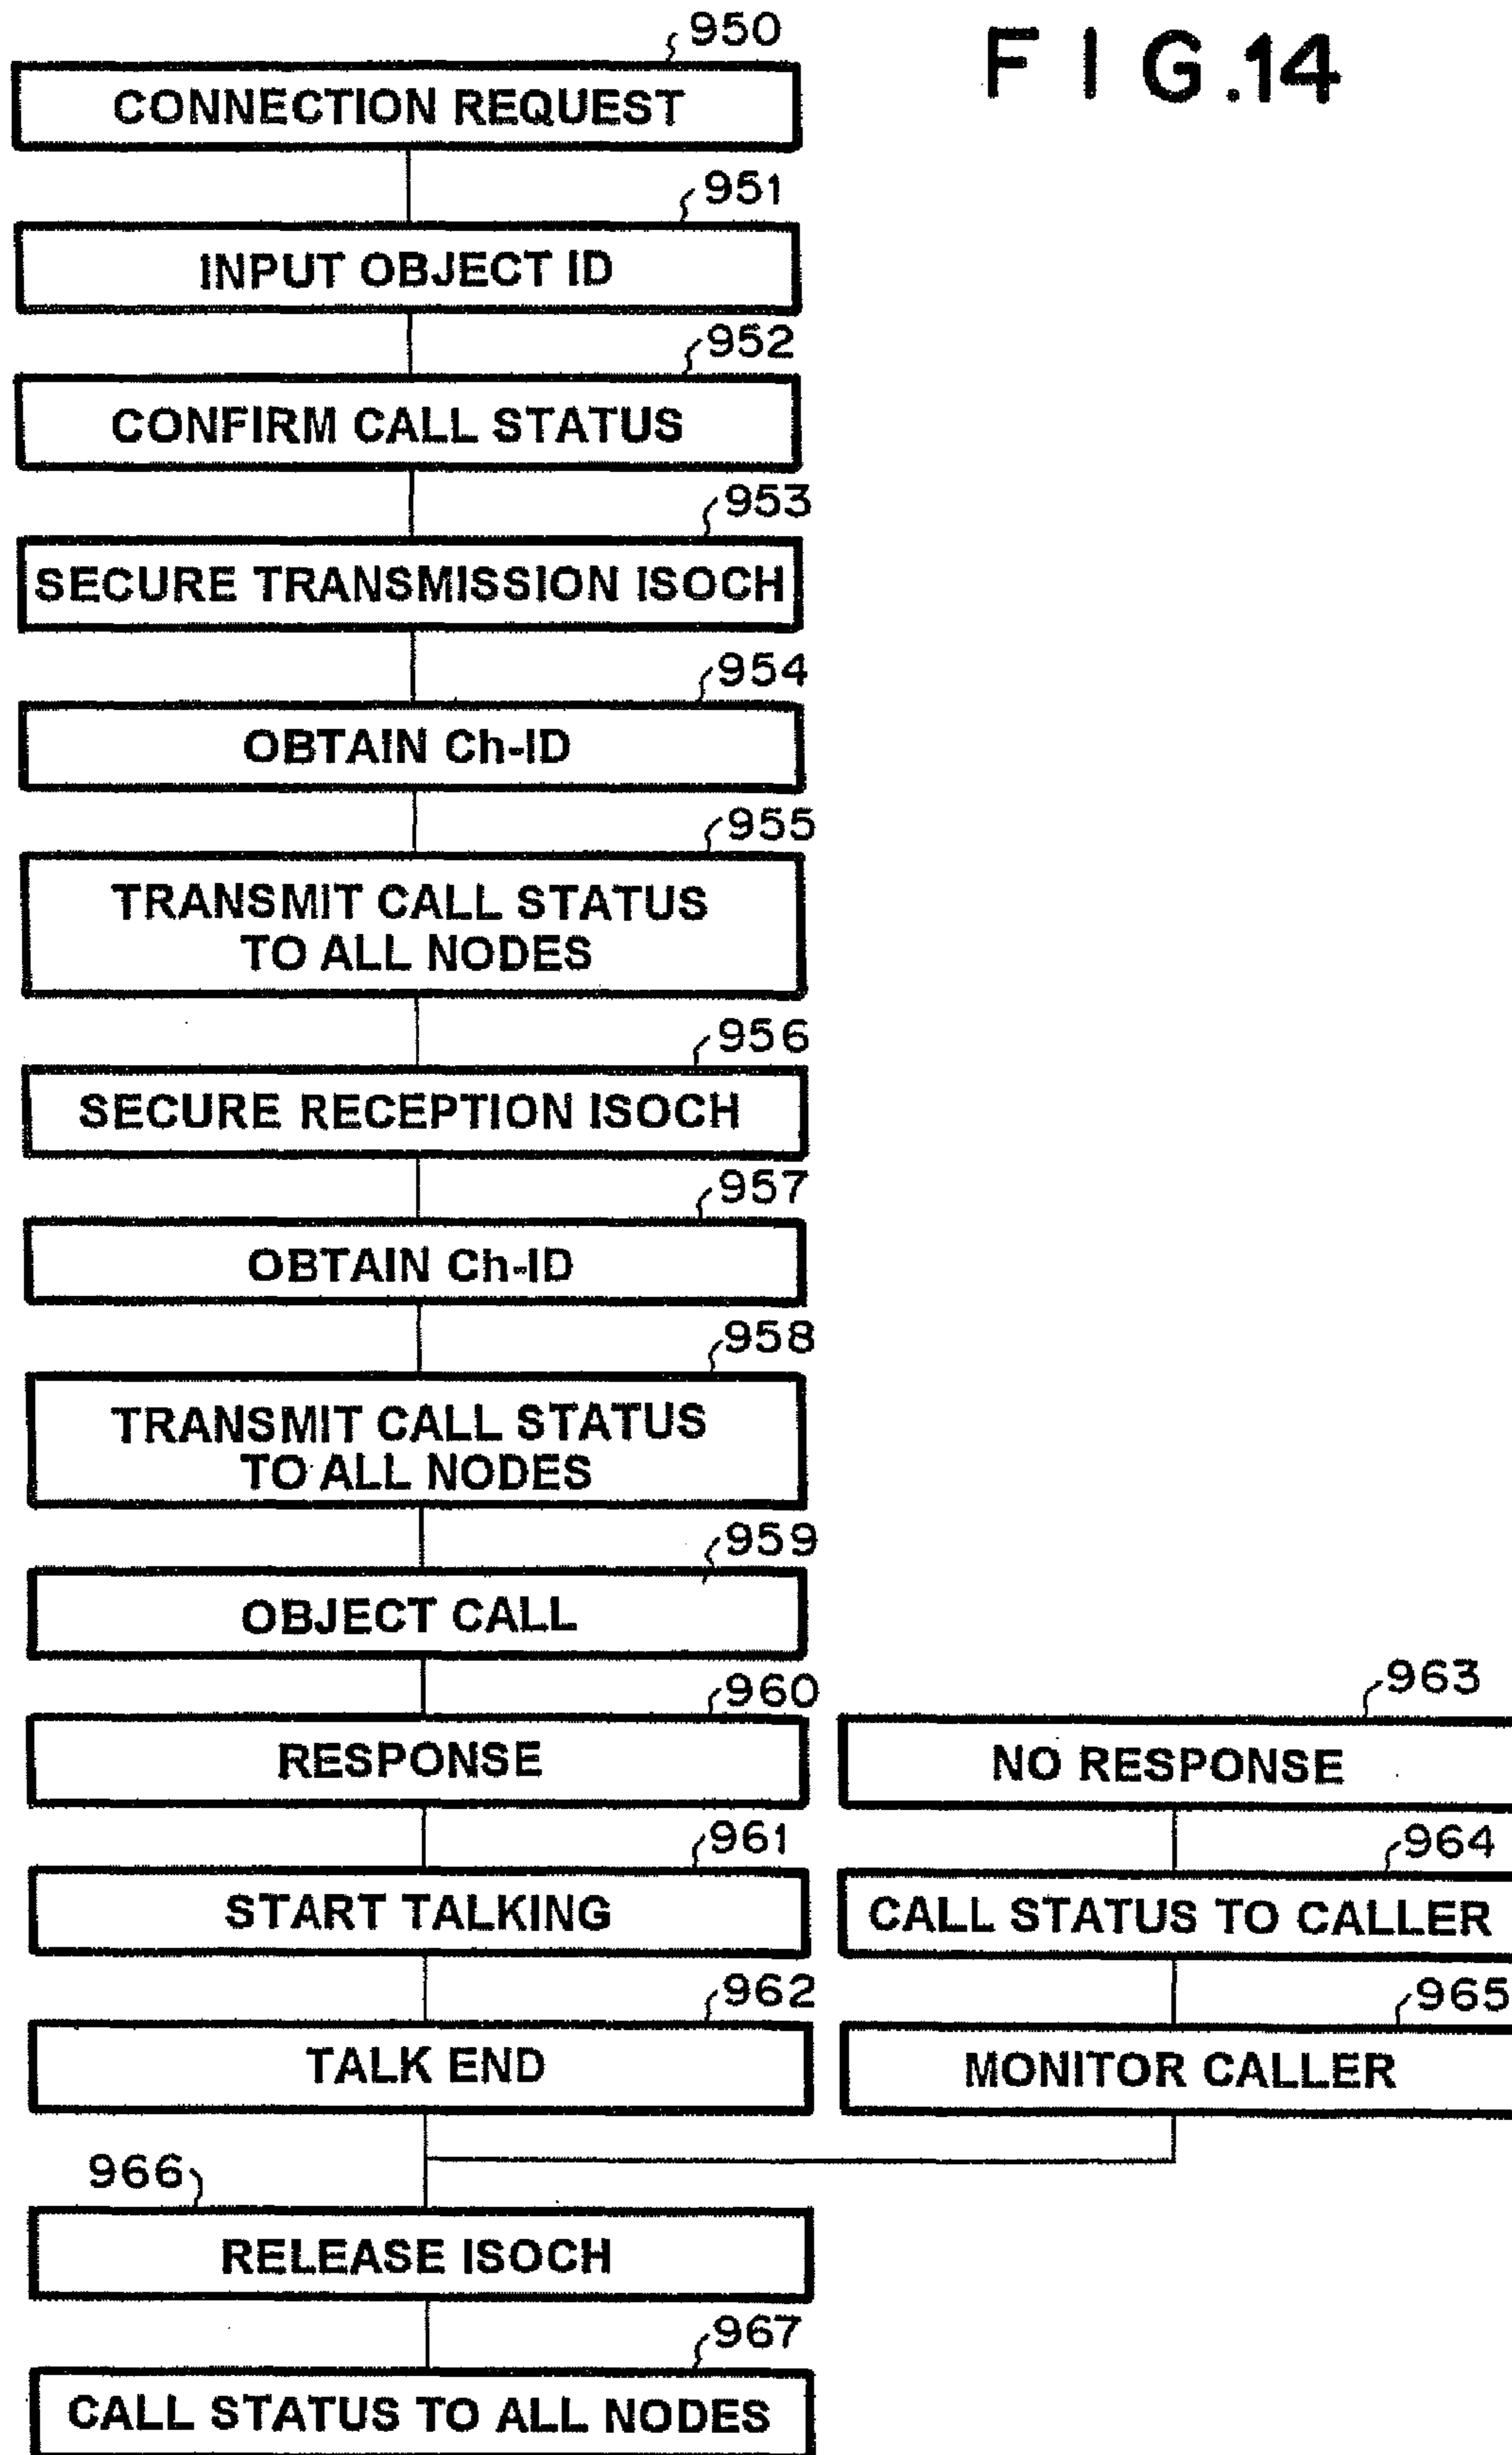 FIG.14
950
CONNECTION REQUEST
951
INPUT OBJECT ID
952
CONFIRM CALL STATUS
953
SECURE TRANSMISSION ISOCH
954
OBTAIN Ch-ID
955
TRANSMIT CALL STATUS
TO ALL NODES
956
SECURE RECEPTION ISOCH
957
OBTAIN Ch-ID
958
TRANSMIT CALL STATUS
TO ALL NODES
959
OBJECT CALL
960
RESPONSE
961
START TALKING
962
TALK END
963
NO RESPONSE
964
CALL STATUS TO CALLER
965
MONITOR CALLER
966
RELEASE ISOCH
967
CALL STATUS TO ALL NODES